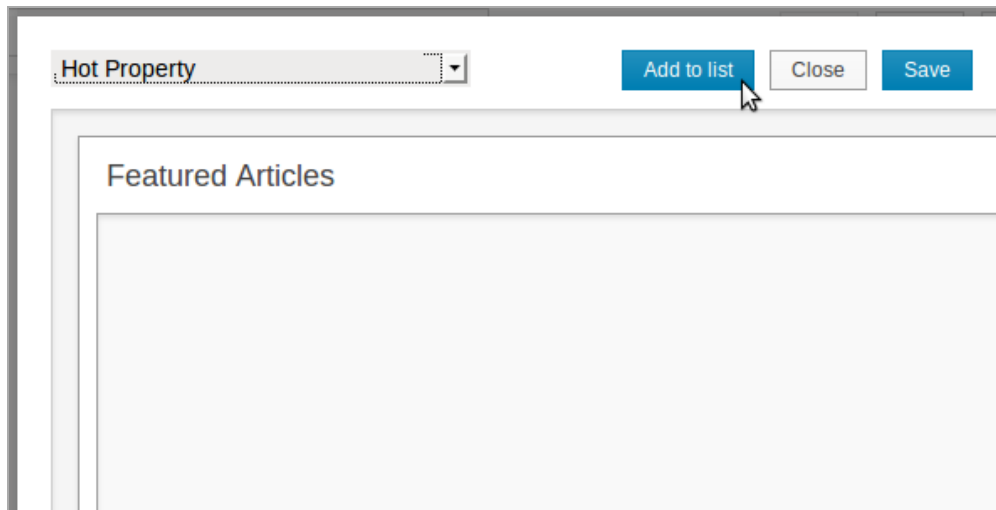 Hot Property
Add to list
Close
Save
Featured Articles